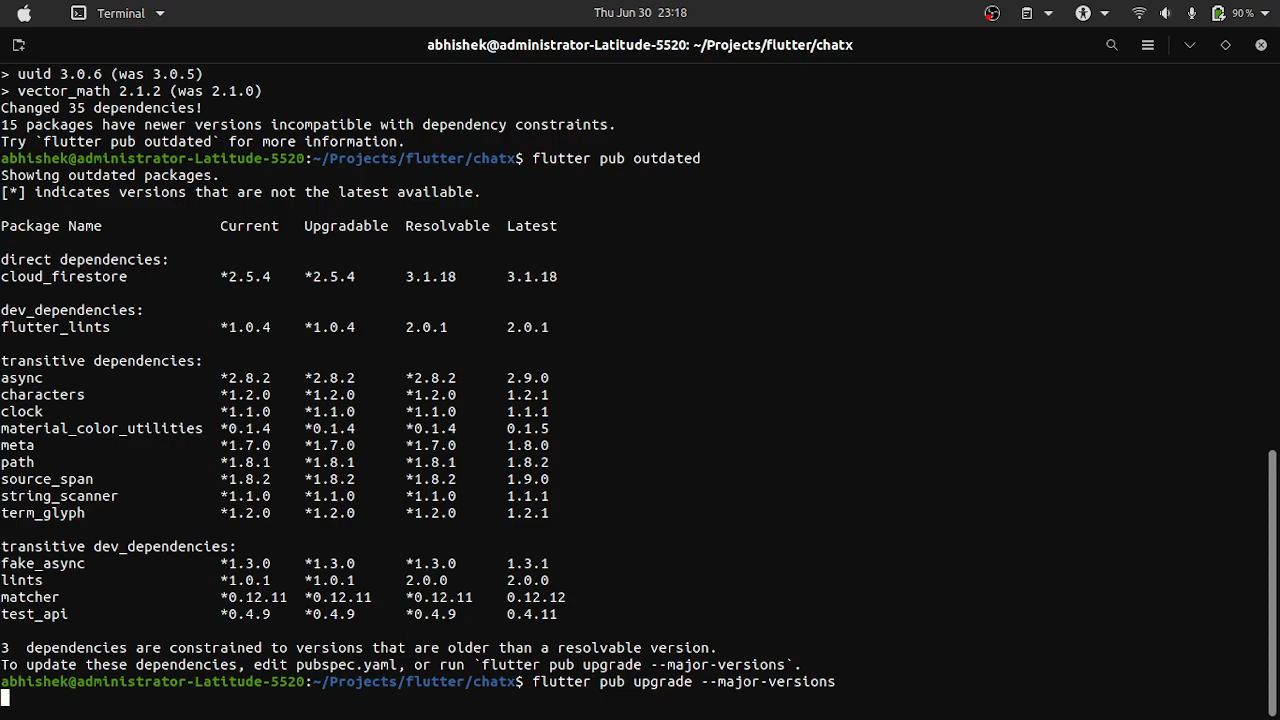 Terminal
Thu Jun 30 23:18
90 %
abhishek@administrator-Latitude-5520: ~/Projects/flutter/chatx
> uuid 3.0.6 (was 3.0.5)
> vector_math 2.1.2 (was 2.1.0)
Changed 35 dependencies!
15 packages have newer versions incompatible with dependency constraints.
Try `flutter pub outdated` for more information.
abhishek@administrator-Latitude-5520:~/Projects/flutter/chatx$ flutter pub outdated
Showing outdated packages.
[*] indicates versions that are not the latest available.
Package Name Current Upgradable Resolvable Latest
direct dependencies:
cloud_firestore *2.5.4 *2.5.4 3.1.18 3.1.18
dev_dependencies:
flutter_lints *1.0.4 *1.0.4 2.0.1 2.0.1
transitive dependencies:
async *2.8.2 *2.8.2 *2.8.2 2.9.0
characters *1.2.0 *1.2.0 *1.2.0 1.2.1
clock *1.1.0 *1.1.0 *1.1.0 1.1.1
material_color_utilities *0.1.4 *0.1.4 *0.1.4 0.1.5
meta *1.7.0 *1.7.0 *1.7.0 1.8.0
path *1.8.1 *1.8.1 *1.8.1 1.8.2
source_span *1.8.2 *1.8.2 *1.8.2 1.9.0
string_scanner *1.1.0 *1.1.0 *1.1.0 1.1.1
term_glyph *1.2.0 *1.2.0 *1.2.0 1.2.1
transitive dev_dependencies:
fake_async *1.3.0 *1.3.0 *1.3.0 1.3.1
lints *1.0.1 *1.0.1 2.0.0 2.0.0
matcher *0.12.11 *0.12.11 *0.12.11 0.12.12
test_api *0.4.9 *0.4.9 *0.4.9 0.4.11
3  dependencies are constrained to versions that are older than a resolvable version.
To update these dependencies, edit pubspec.yaml, or run `flutter pub upgrade --major-versions`.
abhishek@administrator-Latitude-5520:~/Projects/flutter/chatx$ flutter pub upgrade --major-versions